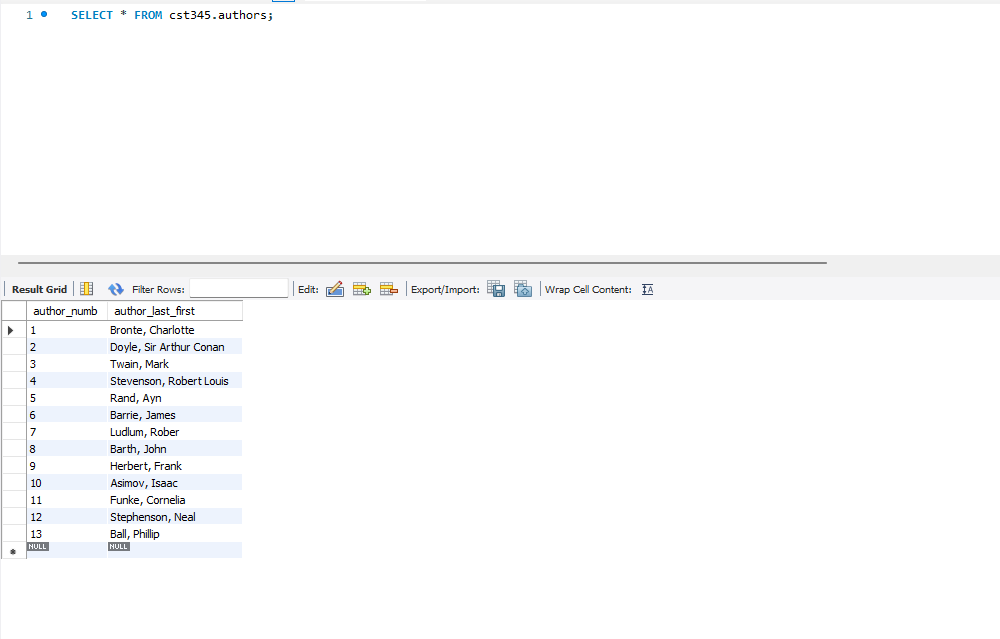 1 SELECT * FROM cst345.authors;
Result Grid Filter Rows: Edit: Export/Import: Wrap Cell Content: IA
author_numb author_last_first
1 Bronte, Charlotte
2 Doyle, Sir Arthur Conan
3 Twain, Mark
4 Stevenson, Robert Louis
5 Rand, Ayn
6 Barrie, James
7 Ludlum, Rober
8 Barth, John
9 Herbert, Frank
10 Asimov, Isaac
11 Funke, Cornelia
12 Stephenson, Neal
13 Ball, Phillip
NULL NULL